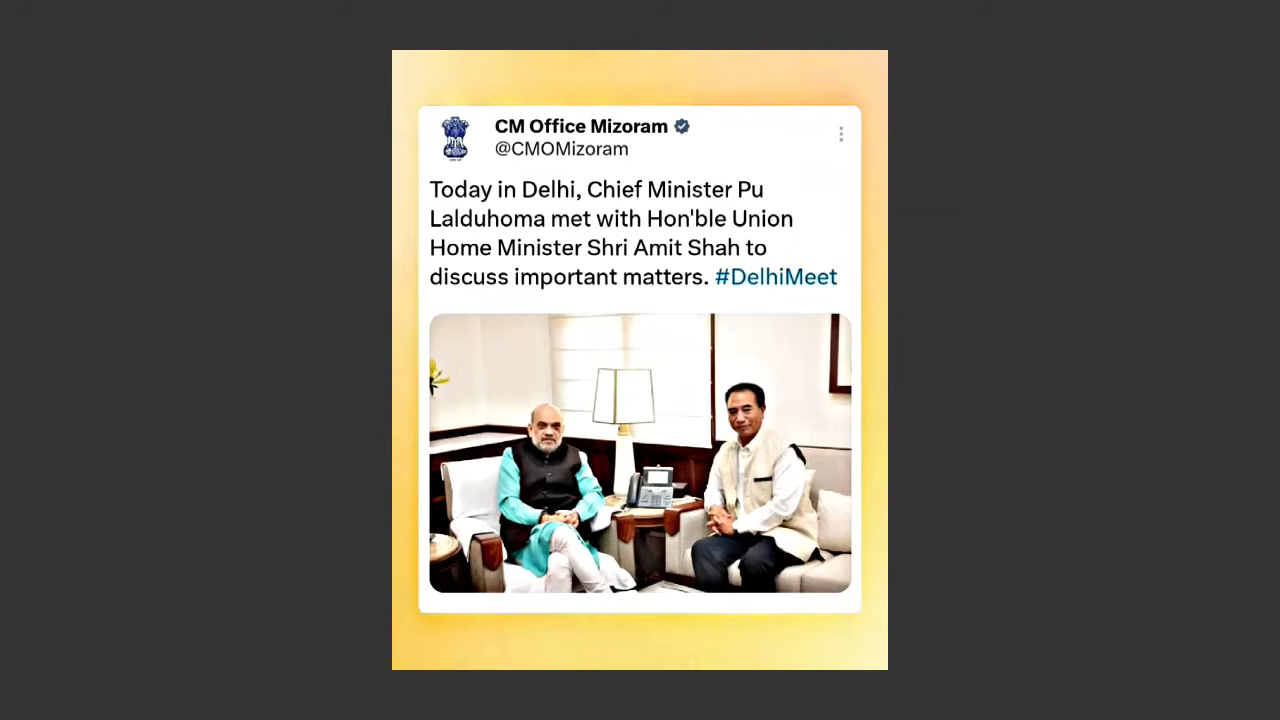 CM Office Mizoram
@CMOMizoram
Today in Delhi, Chief Minister Pu
Lalduhoma met with Hon'ble Union
Home Minister Shri Amit Shah to
discuss important matters. #DelhiMeet